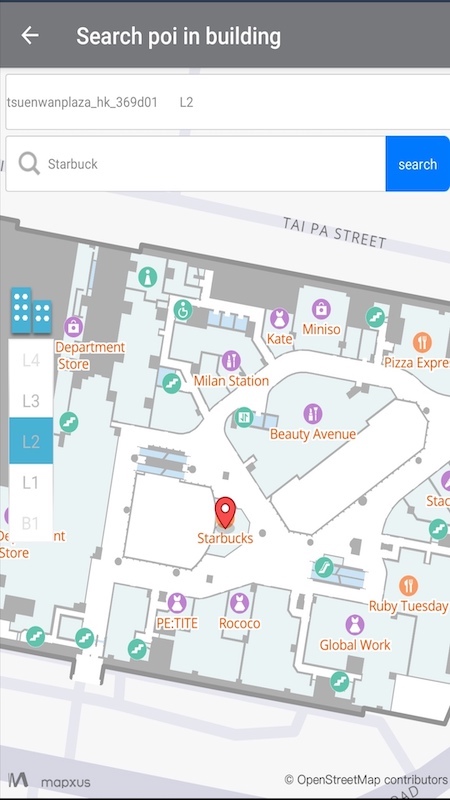 Search poi in building
tsuenwanplaza_hk_369d01 L2
Starbuck
search
TAI PA STREET
Kate
Miniso
Department
Store
Pizza Expre
Milan Station
L4
L3
L2
L1
B1
Beauty Avenue
Stac
Starbucks
Store
PE:TITE
Rococo
Ruby Tuesday
Global Work
mapxus
© OpenStreetMap contributors